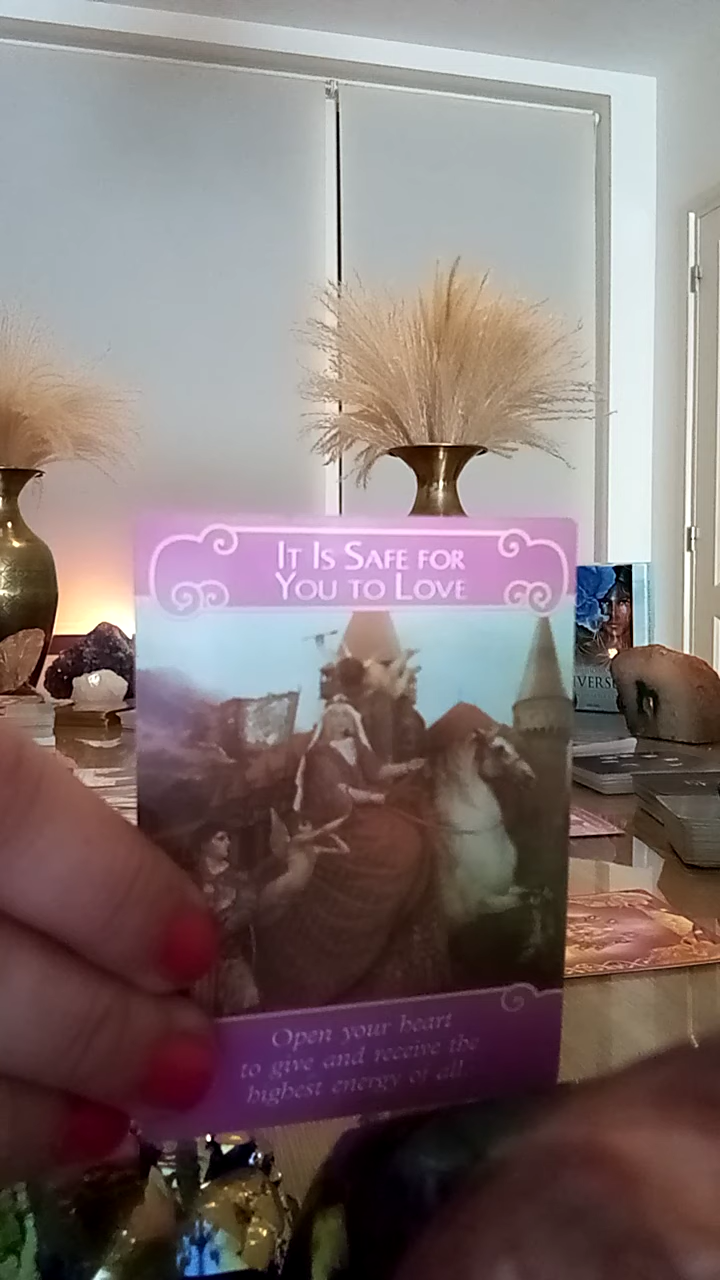 It Is Safe for
You to Love
IVERS
Open your heart
to give and receive the
highest energy of all.